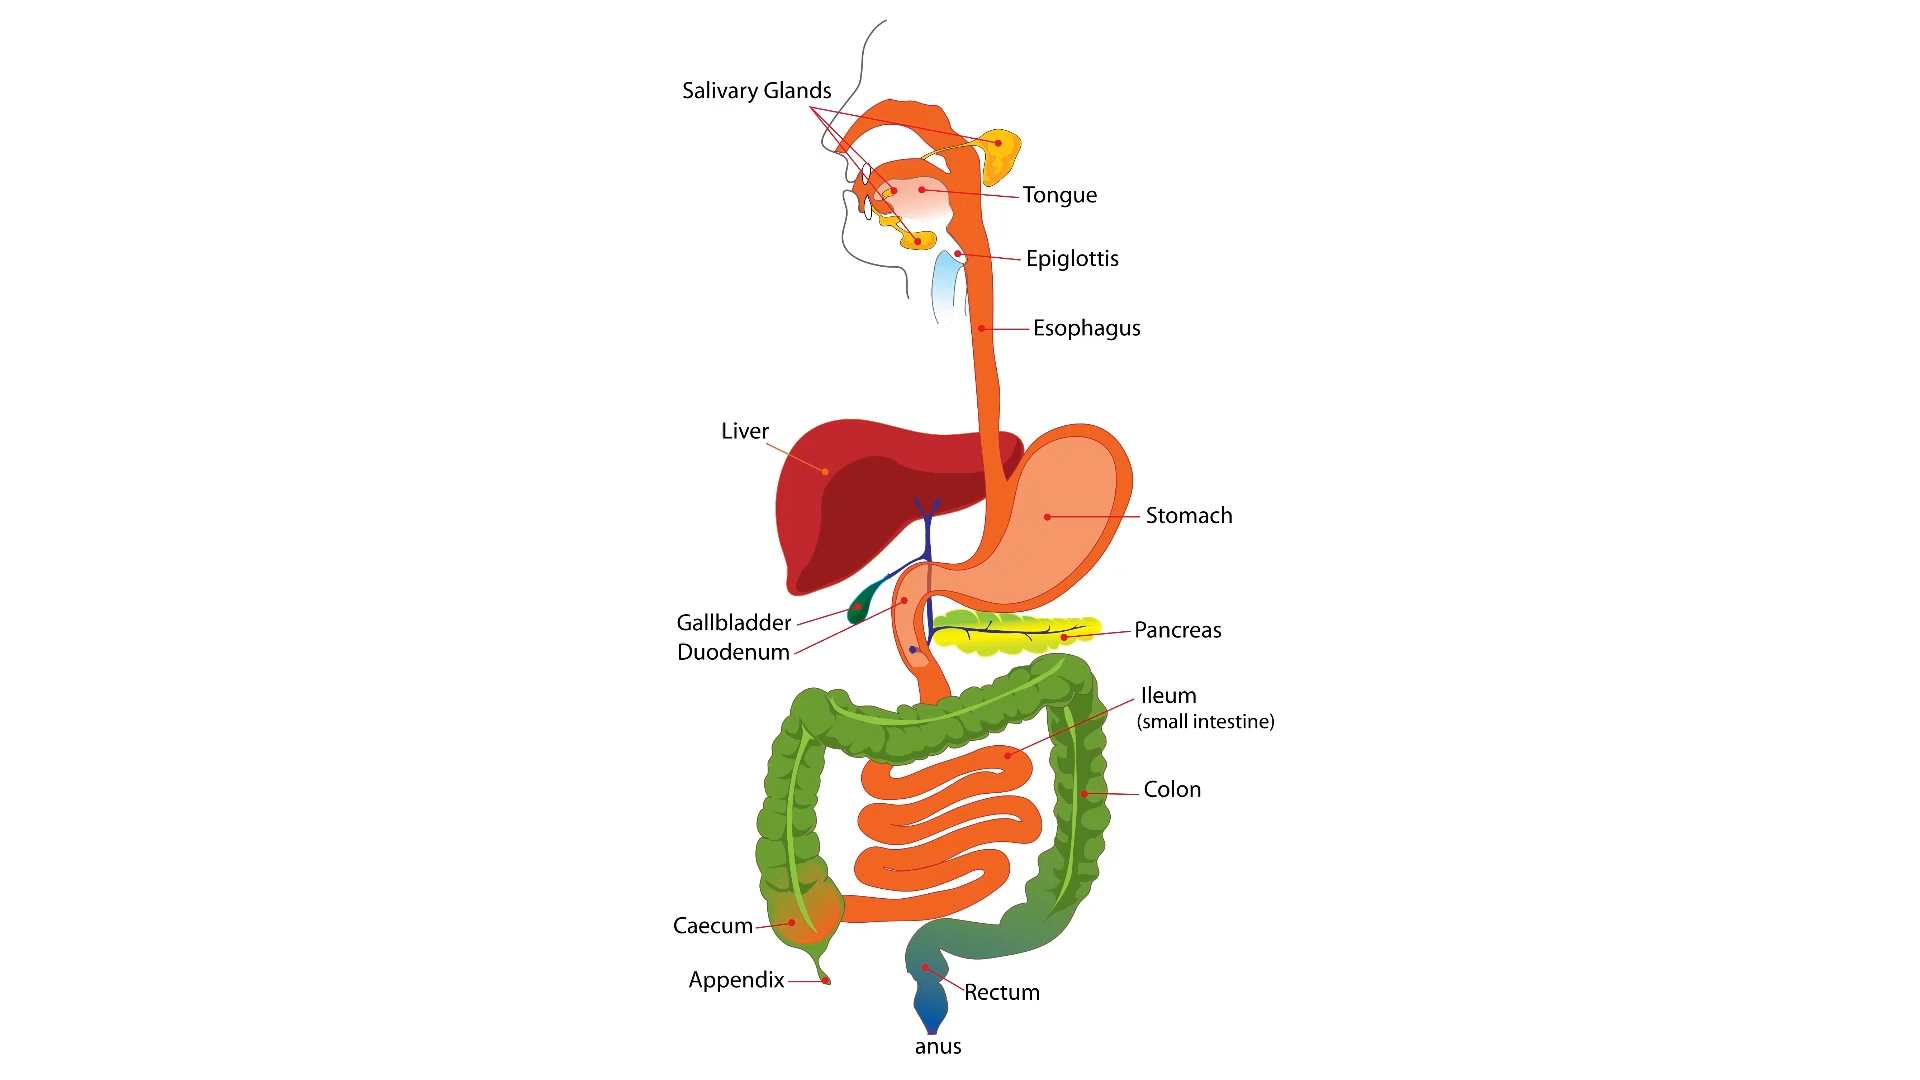 Salivary Glands
Tongue
Epiglottis
Esophagus
Liver
Stomach
Gallbladder
Duodenum
Pancreas
Ileum
(small intestine)
Colon
Caecum
Appendix
Rectum
anus